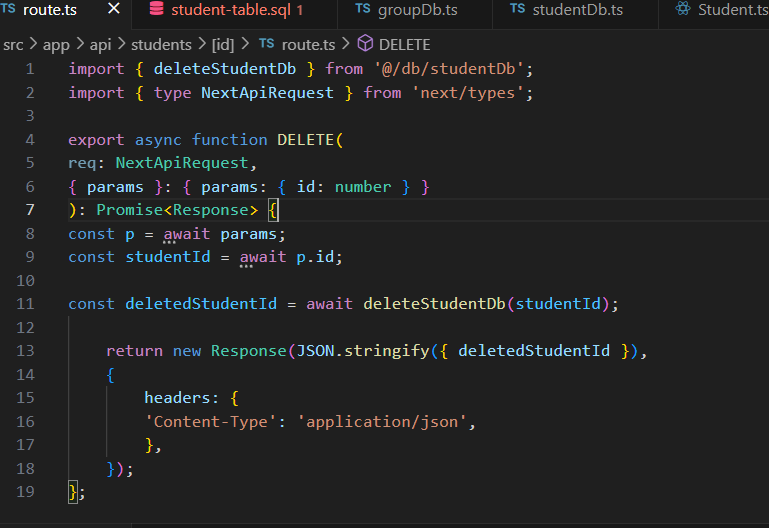 TS route.ts × student-table.sql 1 TS groupDb.ts TS studentDb.ts Student.ts
src > app > api > students > [id] > TS route.ts > DELETE
1 import { deleteStudentDb } from '@/db/studentDb';
2 import { type NextApiRequest } from 'next/types';
3
4 export async function DELETE(
5 req: NextApiRequest,
6 { params }: { params: { id: number } }
7 ): Promise<Response> {
8 const p = await params;
9 const studentId = await p.id;
10
11 const deletedStudentId = await deleteStudentDb(studentId);
12
13 return new Response(JSON.stringify({ deletedStudentId }),
14 {
15 headers: {
16 'Content-Type': 'application/json',
17 },
18 });
19 };